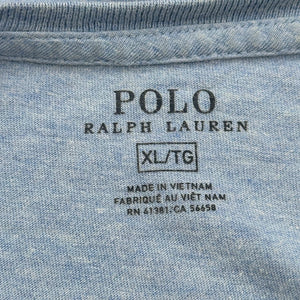 POLO
RALPH LAUREN
XL/TG
MADE IN VIETNAM
FABRIQUÉ AU VIÊT NAM
RN 41381, CA 56658